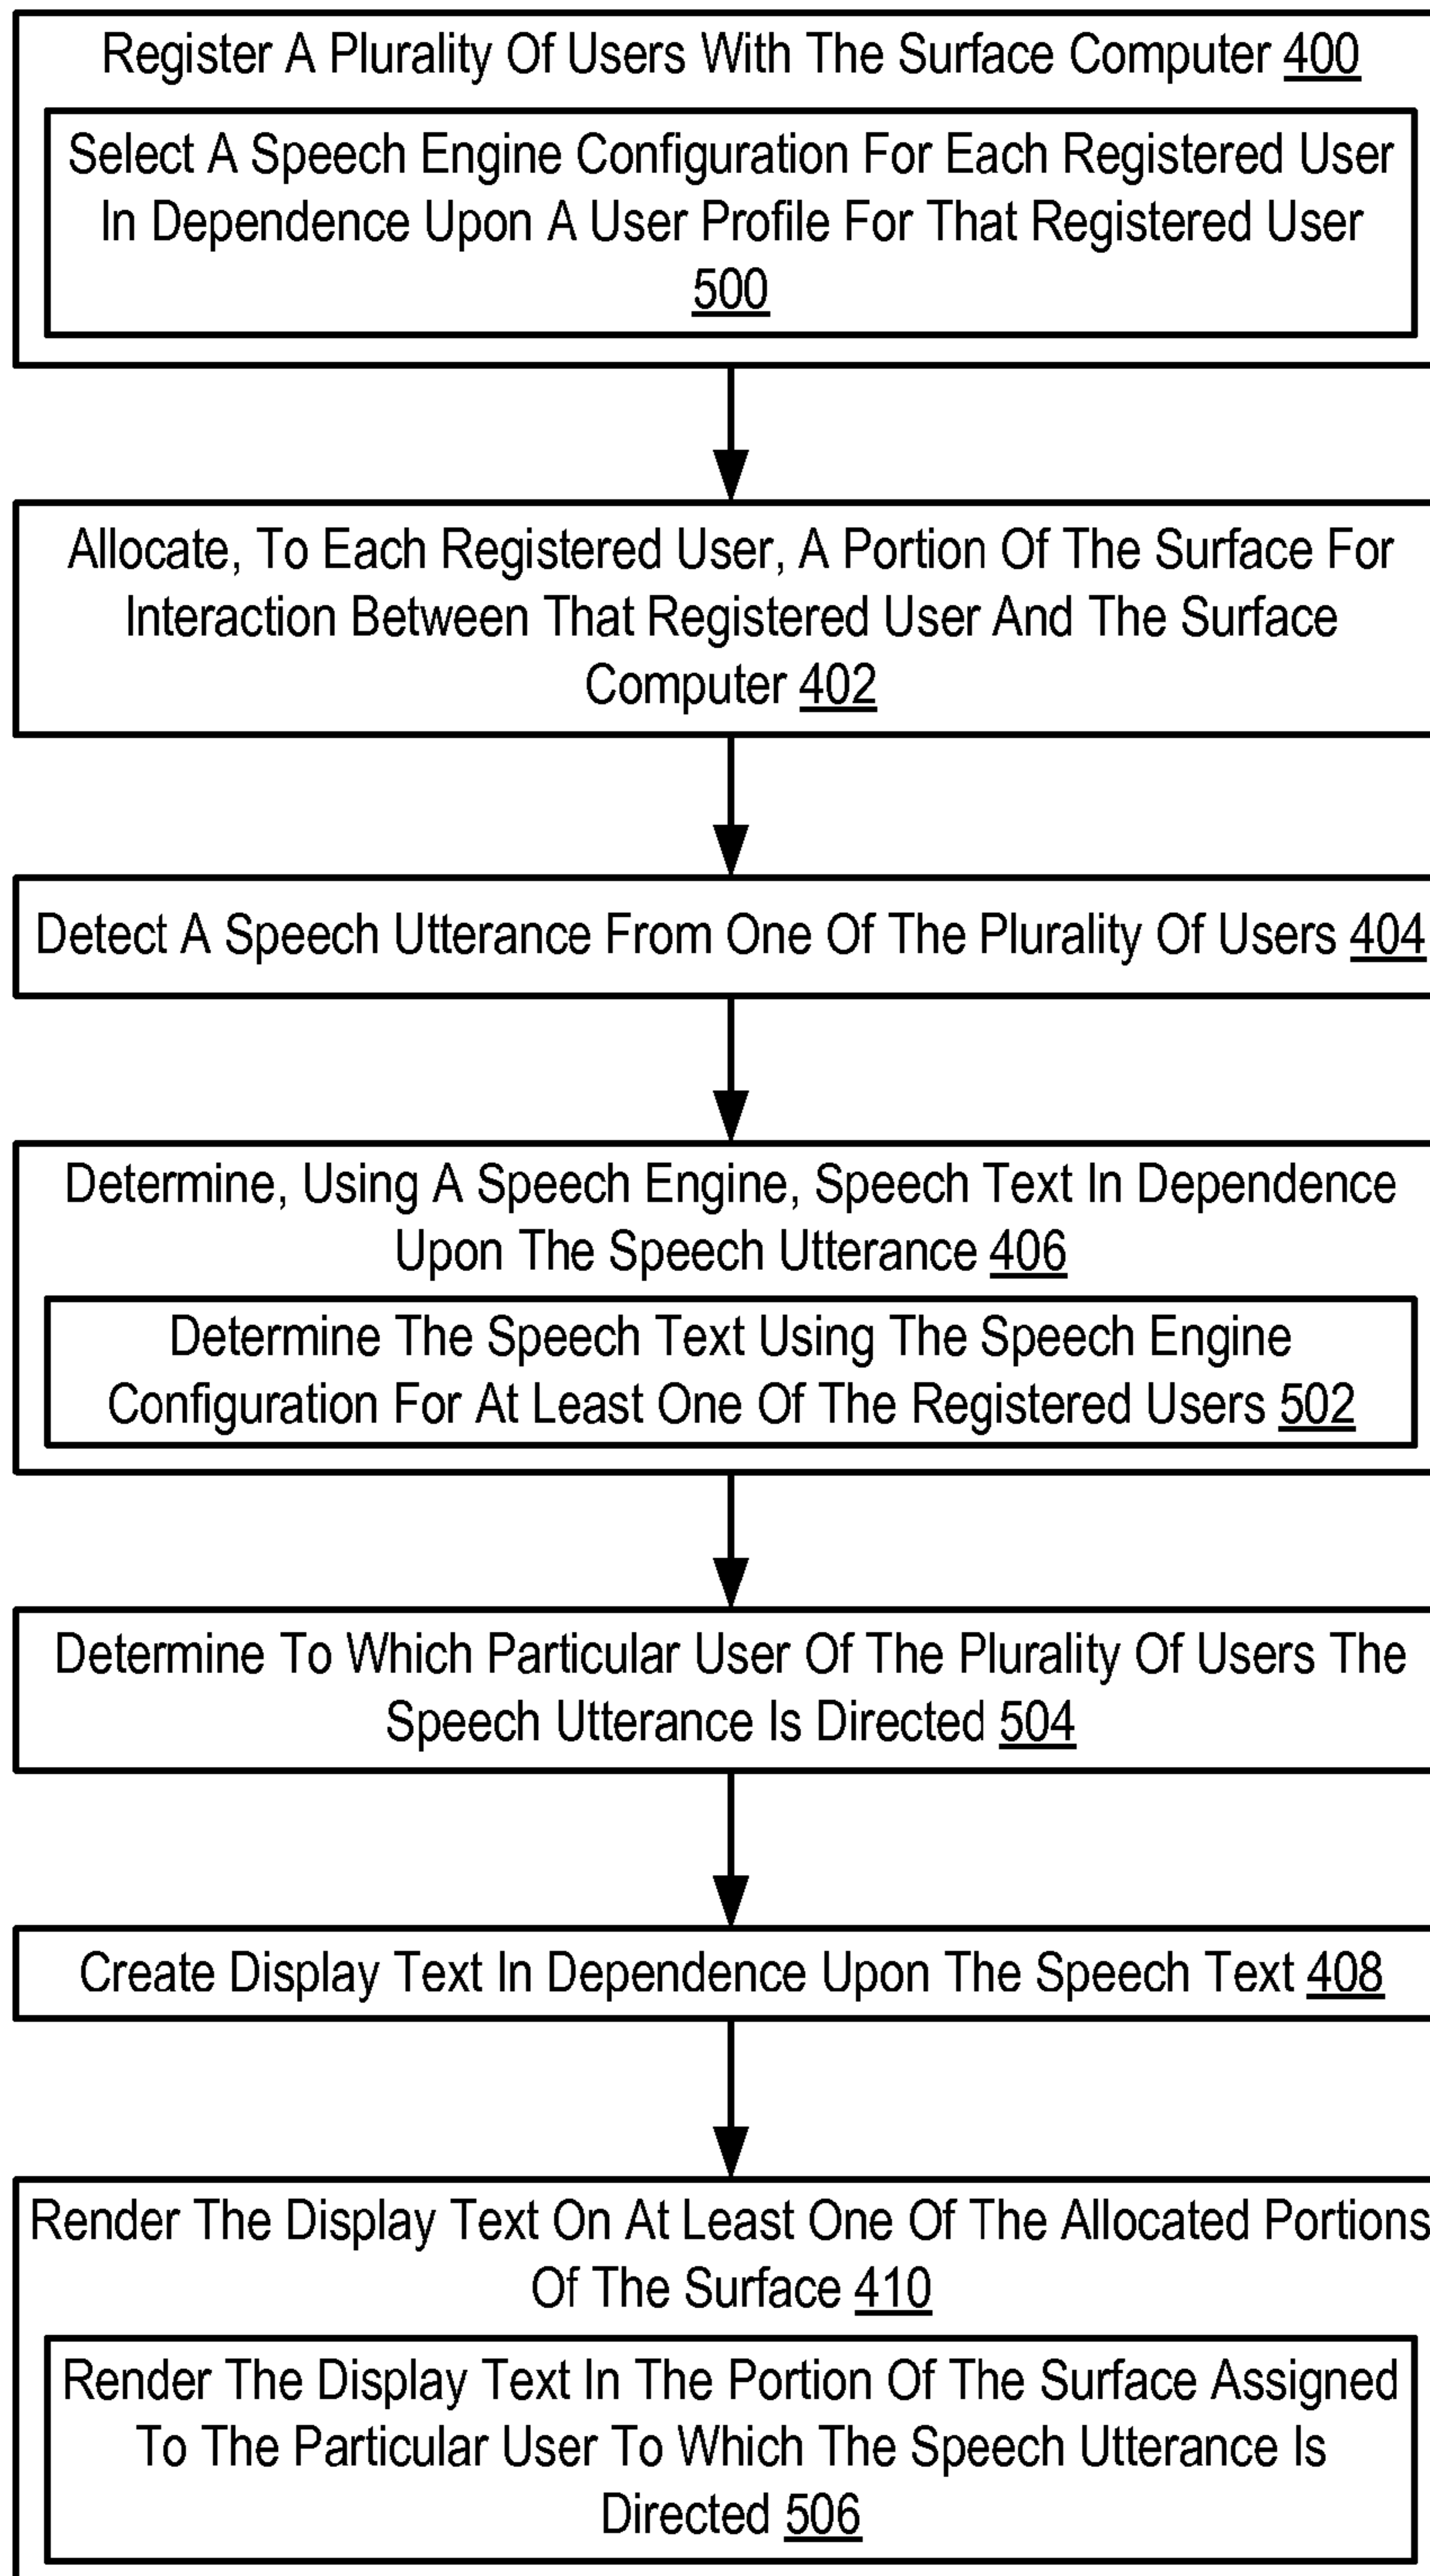 Register A Plurality Of Users With The Surface Computer 400
Select A Speech Engine Configuration For Each Registered User
In Dependence Upon A User Profile For That Registered User
500
Allocate, To Each Registered User, A Portion Of The Surface For
Interaction Between That Registered User And The Surface
Computer 402
Detect A Speech Utterance From One Of The Plurality Of Users 404
Determine, Using A Speech Engine, Speech Text In Dependence
Upon The Speech Utterance 406
Determine The Speech Text Using The Speech Engine
Configuration For At Least One Of The Registered Users 502
Determine To Which Particular User Of The Plurality Of Users The
Speech Utterance Is Directed 504
Create Display Text In Dependence Upon The Speech Text 408
Render The Display Text On At Least One Of The Allocated Portions
Of The Surface 410
Render The Display Text In The Portion Of The Surface Assigned
To The Particular User To Which The Speech Utterance Is
Directed 506